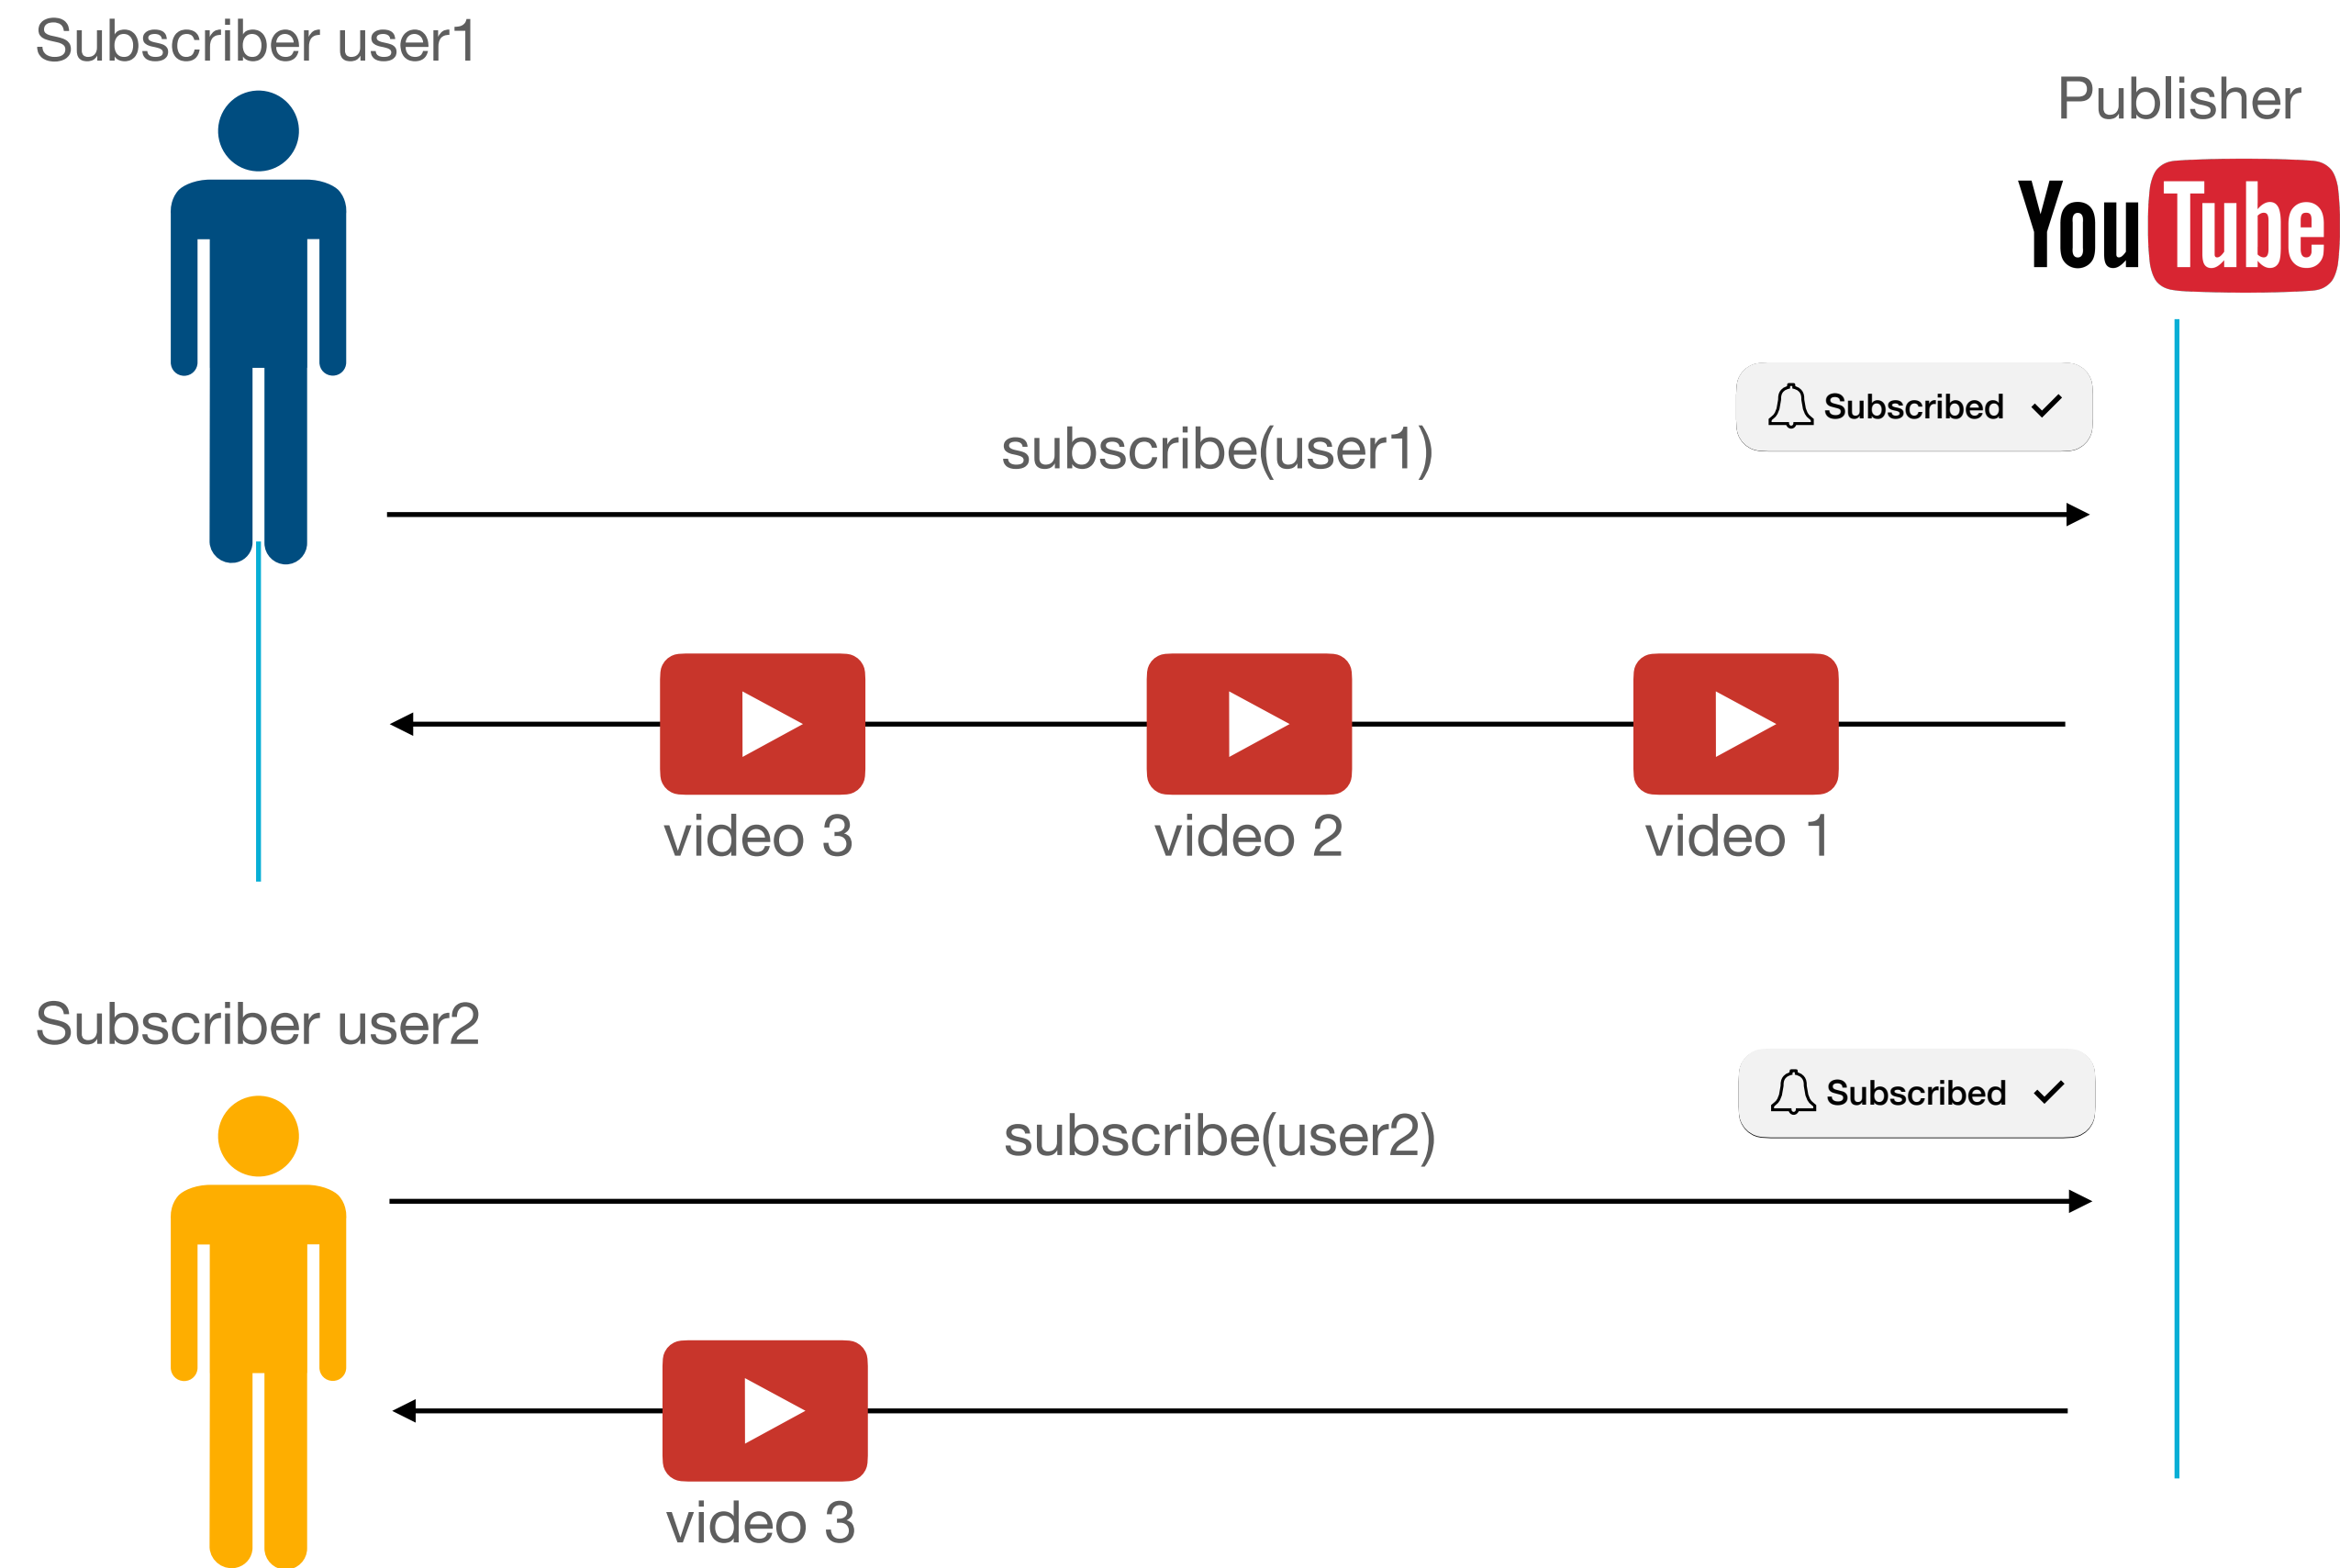 Subscriber user1
Publisher
YouTube
Subscribed
subscribe(user1)
video 3
video 2
video 1
Subscriber user2
Subscribed
subscribe(user2)
video 3